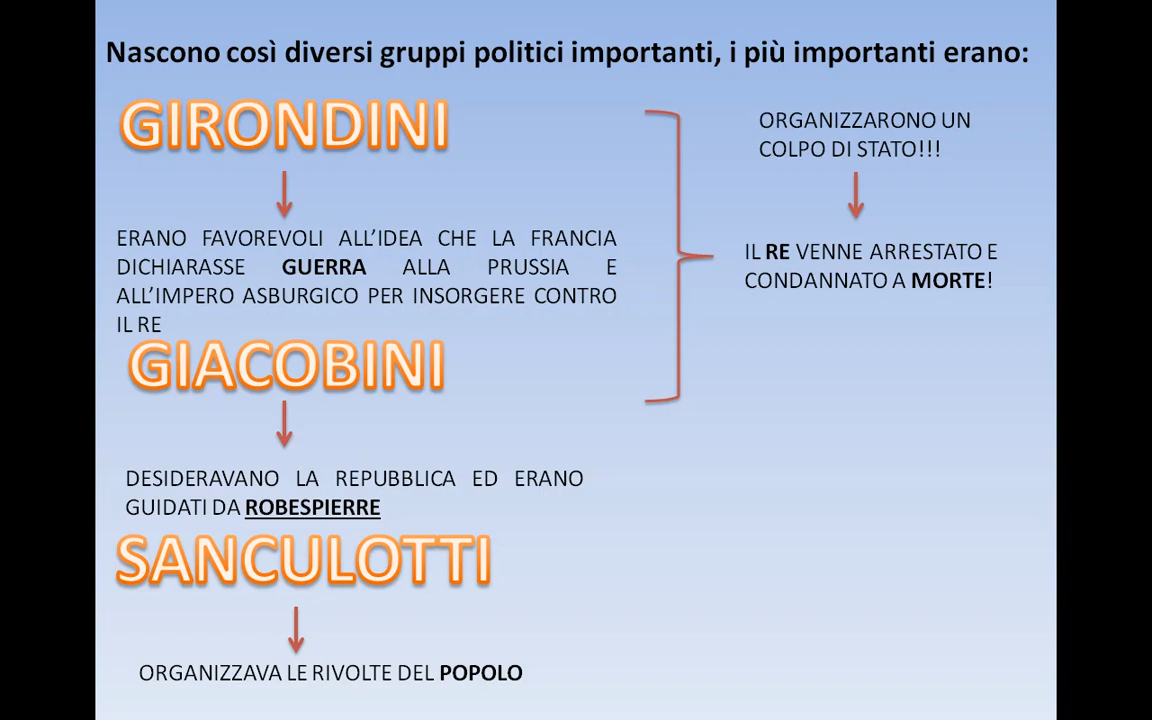 Nascono così diversi gruppi politici importanti, i più importanti erano:
GIRONDINI
ERANO FAVOREVOLI ALL'IDEA CHE LA FRANCIA
DICHIARASSE GUERRA ALLA PRUSSIA E
ALL'IMPERO ASBURGICO PER INSORGERE CONTRO
IL RE
GIACOBINI
DESIDERAVANO LA REPUBBLICA ED ERANO
GUIDATI DA ROBESPIERRE
SANCULOTTI
ORGANIZZAVA LE RIVOLTE DEL POPOLO
ORGANIZZARONO UN
COLPO DI STATO!!!
IL RE VENNE ARRESTATO E
CONDANNATO A MORTE!